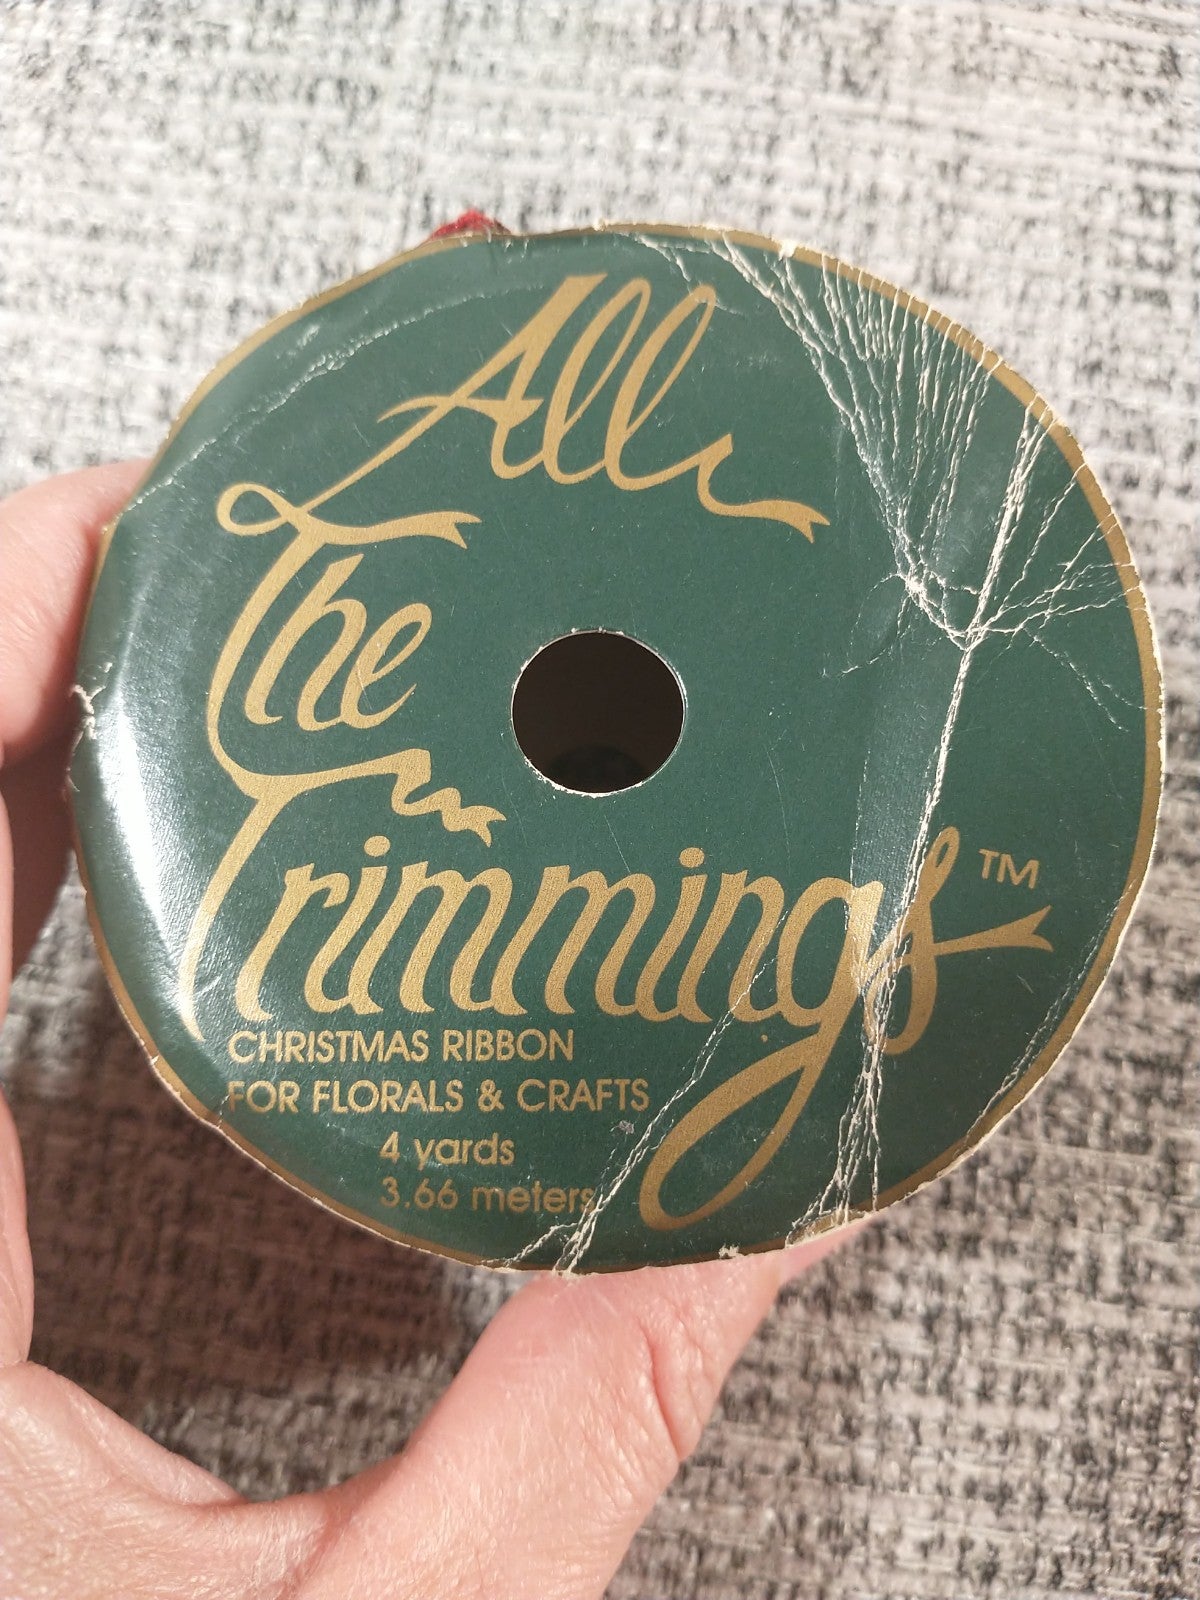 All
The
Trimmings™
CHRISTMAS RIBBON
FOR FLORALS & CRAFTS
4 yards
3.66 meters